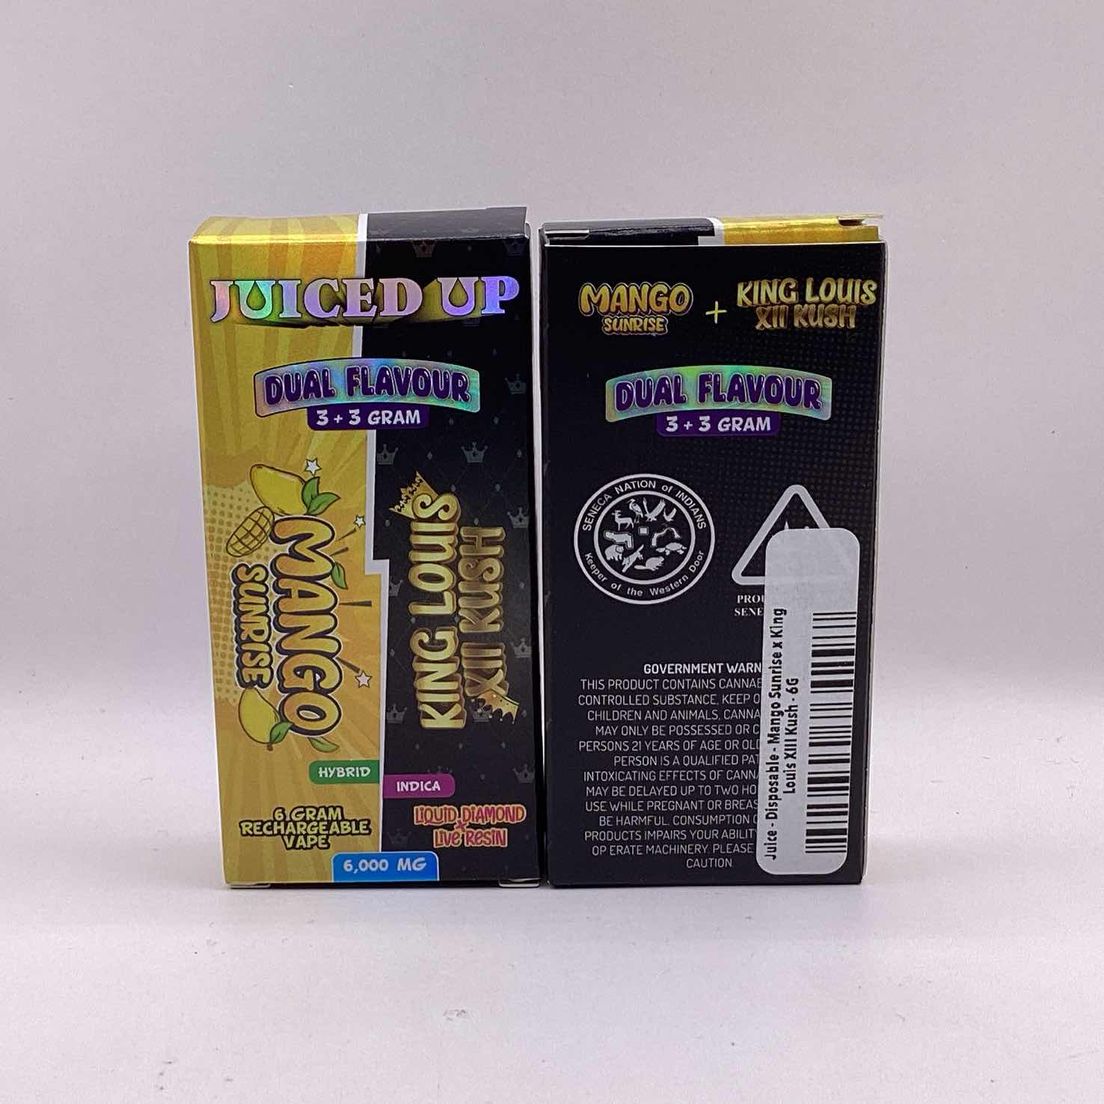 JUICED UP
DUAL FLAVOUR
3 + 3 GRAM
MANGO
SUNRISE
KING LOUIS
XII KUSH
HYBRID
INDICA
6 GRAM
RECHARGEABLE
VAPE
LIQUID DIAMOND
+
LIVE RESIN
6,000 MG
MANGO
SUNRISE
+
KING LOUIS
XII KUSH
DUAL FLAVOUR
3 + 3 GRAM
SENECA NATION of INDIANS
Keeper of the Western Door
GOVERNMENT WARN
THIS PRODUCT CONTAINS CANNAB
CONTROLLED SUBSTANCE, KEEP O
CHILDREN AND ANIMALS, CANNA
MAY ONLY BE POSSESSED OR C
PERSONS 21 YEARS OF AGE OR OLD
PERSON IS A QUALIFIED PAT
INTOXICATING EFFECTS OF CANNA
MAY BE DELAYED UP TO TWO HO
USE WHILE PREGNANT OR BREAS
BE HARMFUL. CONSUMPTION
PRODUCTS IMPAIRS YOUR ABILIT
OP ERATE MACHINERY. PLEASE
CAUTION
Juice - Disposable - Mango Sunrise x King
Louis XIII Kush - 6G